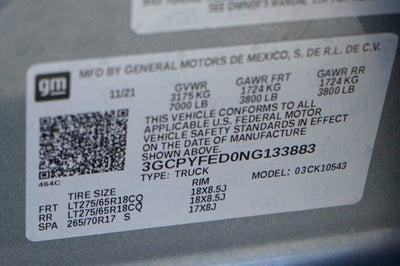 SEE OWNER'S MANUAL
gm
MFD BY GENERAL MOTORS DE MEXICO, S. DE R.L. DE C.V.
11/21 GVWR GAWR FRT GAWR RR
3175 KG 1724 KG 1724 KG
7000 LB 3800 LB 3800 LB
THIS VEHICLE CONFORMS TO ALL
APPLICABLE U.S. FEDERAL MOTOR
VEHICLE SAFETY STANDARDS IN EFFECT
ON THE DATE OF MANUFACTURE
SHOWN ABOVE.
3GCPYFED0NG133883
464C TYPE: TRUCK MODEL: 03CK10543
TIRE SIZE RIM
FRT LT275/65R18CQ 18X8.5J
RR LT275/65R18CQ 18X8.5J
SPA 265/70R17 S 17X8J